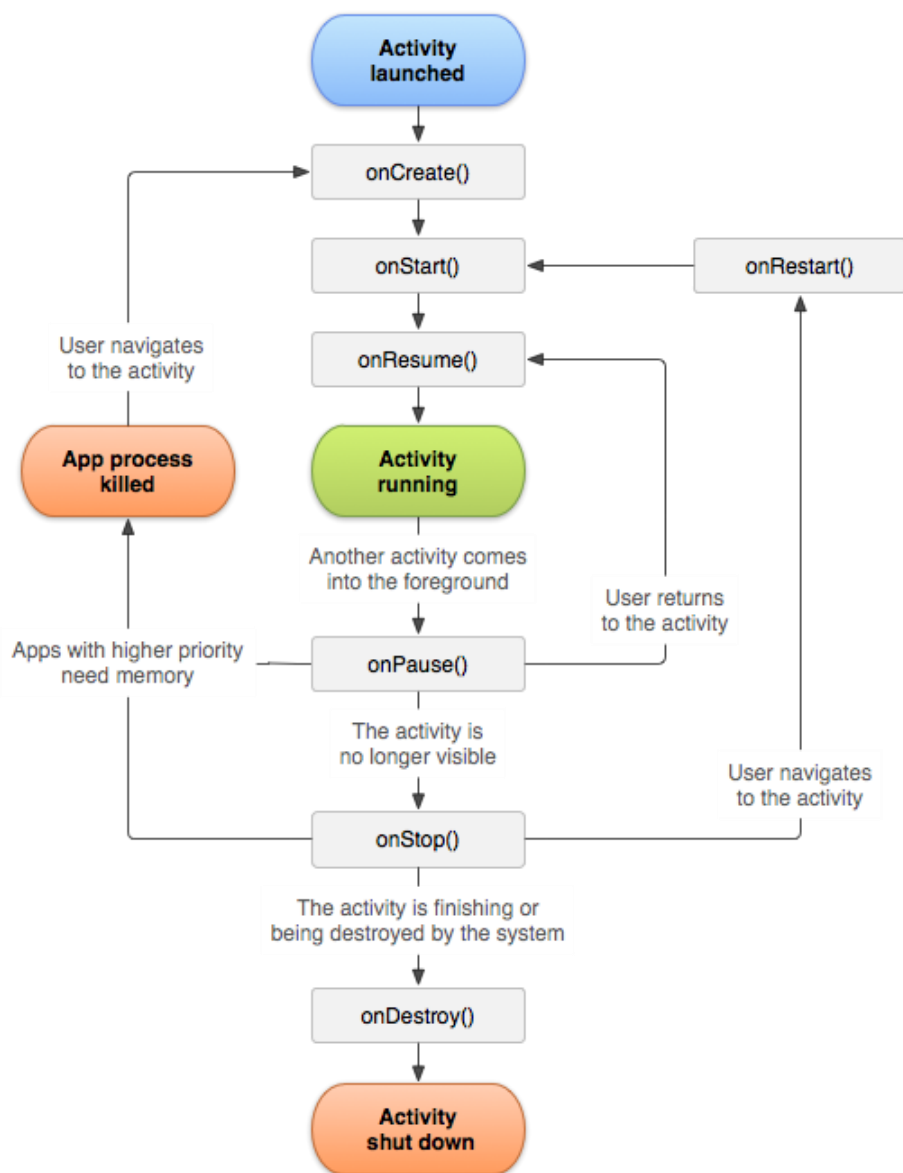 Activity
launched
onCreate()
onStart()
onRestart()
User navigates
to the activity
onResume()
App process
killed
Activity
running
Another activity comes
into the foreground
User returns
to the activity
Apps with higher priority
need memory
onPause()
The activity is
no longer visible
User navigates
to the activity
onStop()
The activity is finishing or
being destroyed by the system
onDestroy()
Activity
shut down